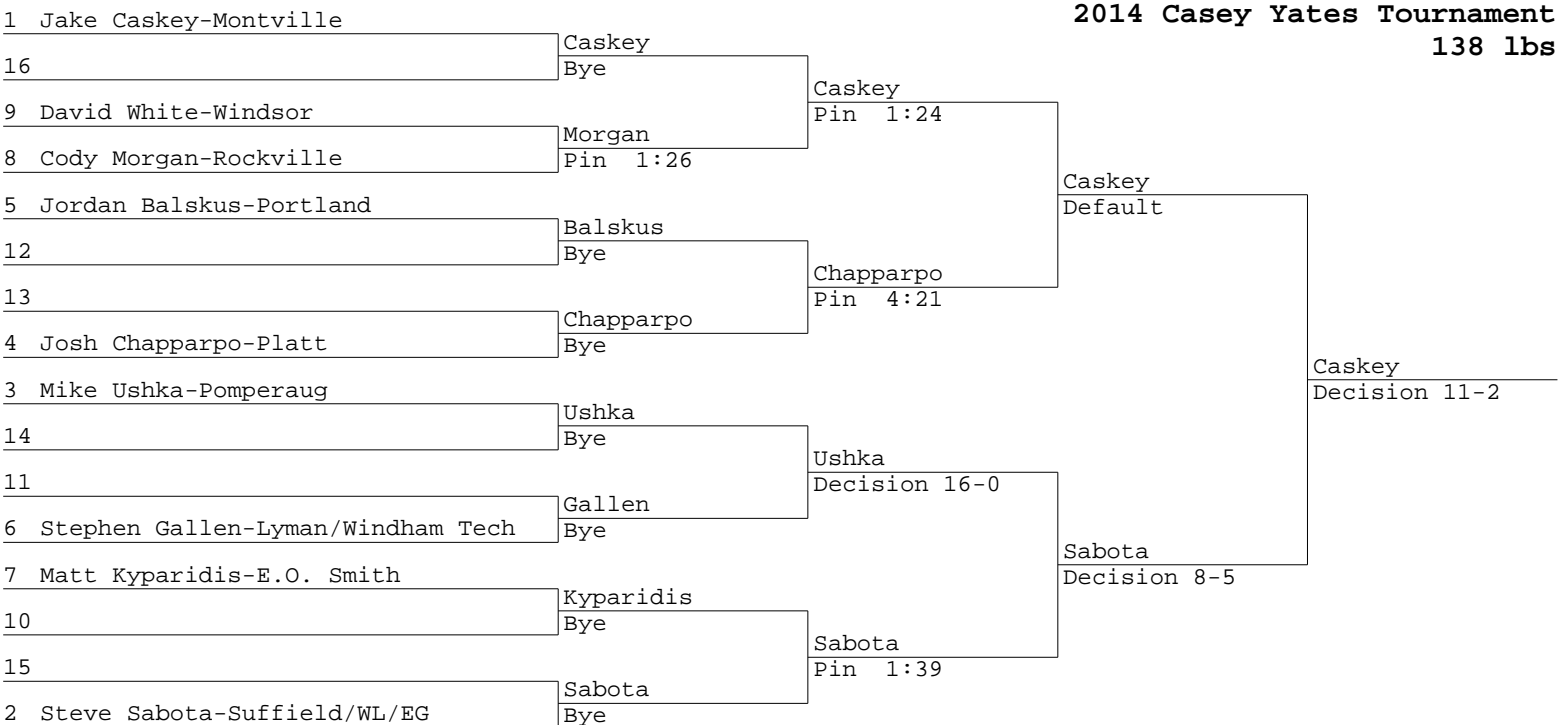 2014 Casey Yates Tournament
138 lbs
1 Jake Caskey-Montville
16
9 David White-Windsor
8 Cody Morgan-Rockville
5 Jordan Balskus-Portland
12
13
4 Josh Chapparpo-Platt
3 Mike Ushka-Pomperaug
14
11
6 Stephen Gallen-Lyman/Windham Tech
7 Matt Kyparidis-E.O. Smith
10
15
2 Steve Sabota-Suffield/WL/EG
Caskey
Bye
Morgan
Pin 1:26
Balskus
Bye
Chapparpo
Bye
Ushka
Bye
Gallen
Bye
Kyparidis
Bye
Sabota
Bye
Caskey
Pin 1:24
Chapparpo
Pin 4:21
Ushka
Decision 16-0
Sabota
Pin 1:39
Caskey
Default
Sabota
Decision 8-5
Caskey
Decision 11-2